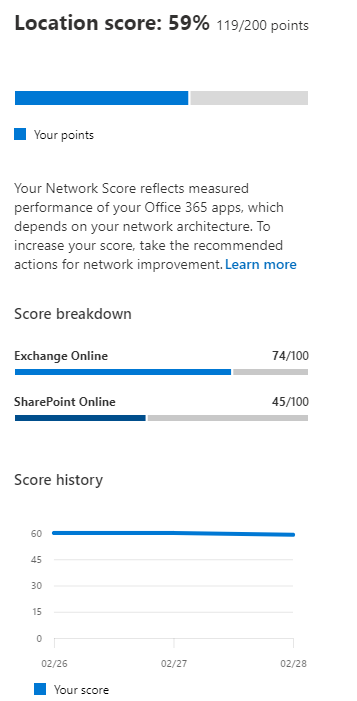 Location score: 59% 119/200 points
Your points
Your Network Score reflects measured
performance of your Office 365 apps, which
depends on your network architecture. To
increase your score, take the recommended
actions for network improvement. Learn more
Score breakdown
Exchange Online 74/100
SharePoint Online 45/100
Score history
60
45
30
15
0
02/26 02/27 02/28
Your score